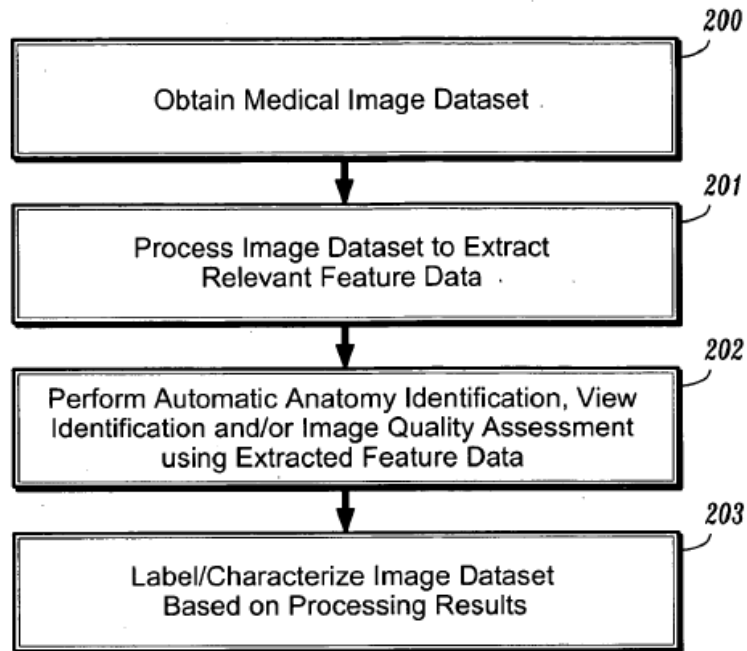 200
Obtain Medical Image Dataset
201
Process Image Dataset to Extract
Relevant Feature Data
202
Perform Automatic Anatomy Identification, View
Identification and/or Image Quality Assessment
using Extracted Feature Data
203
Label/Characterize Image Dataset
Based on Processing Results